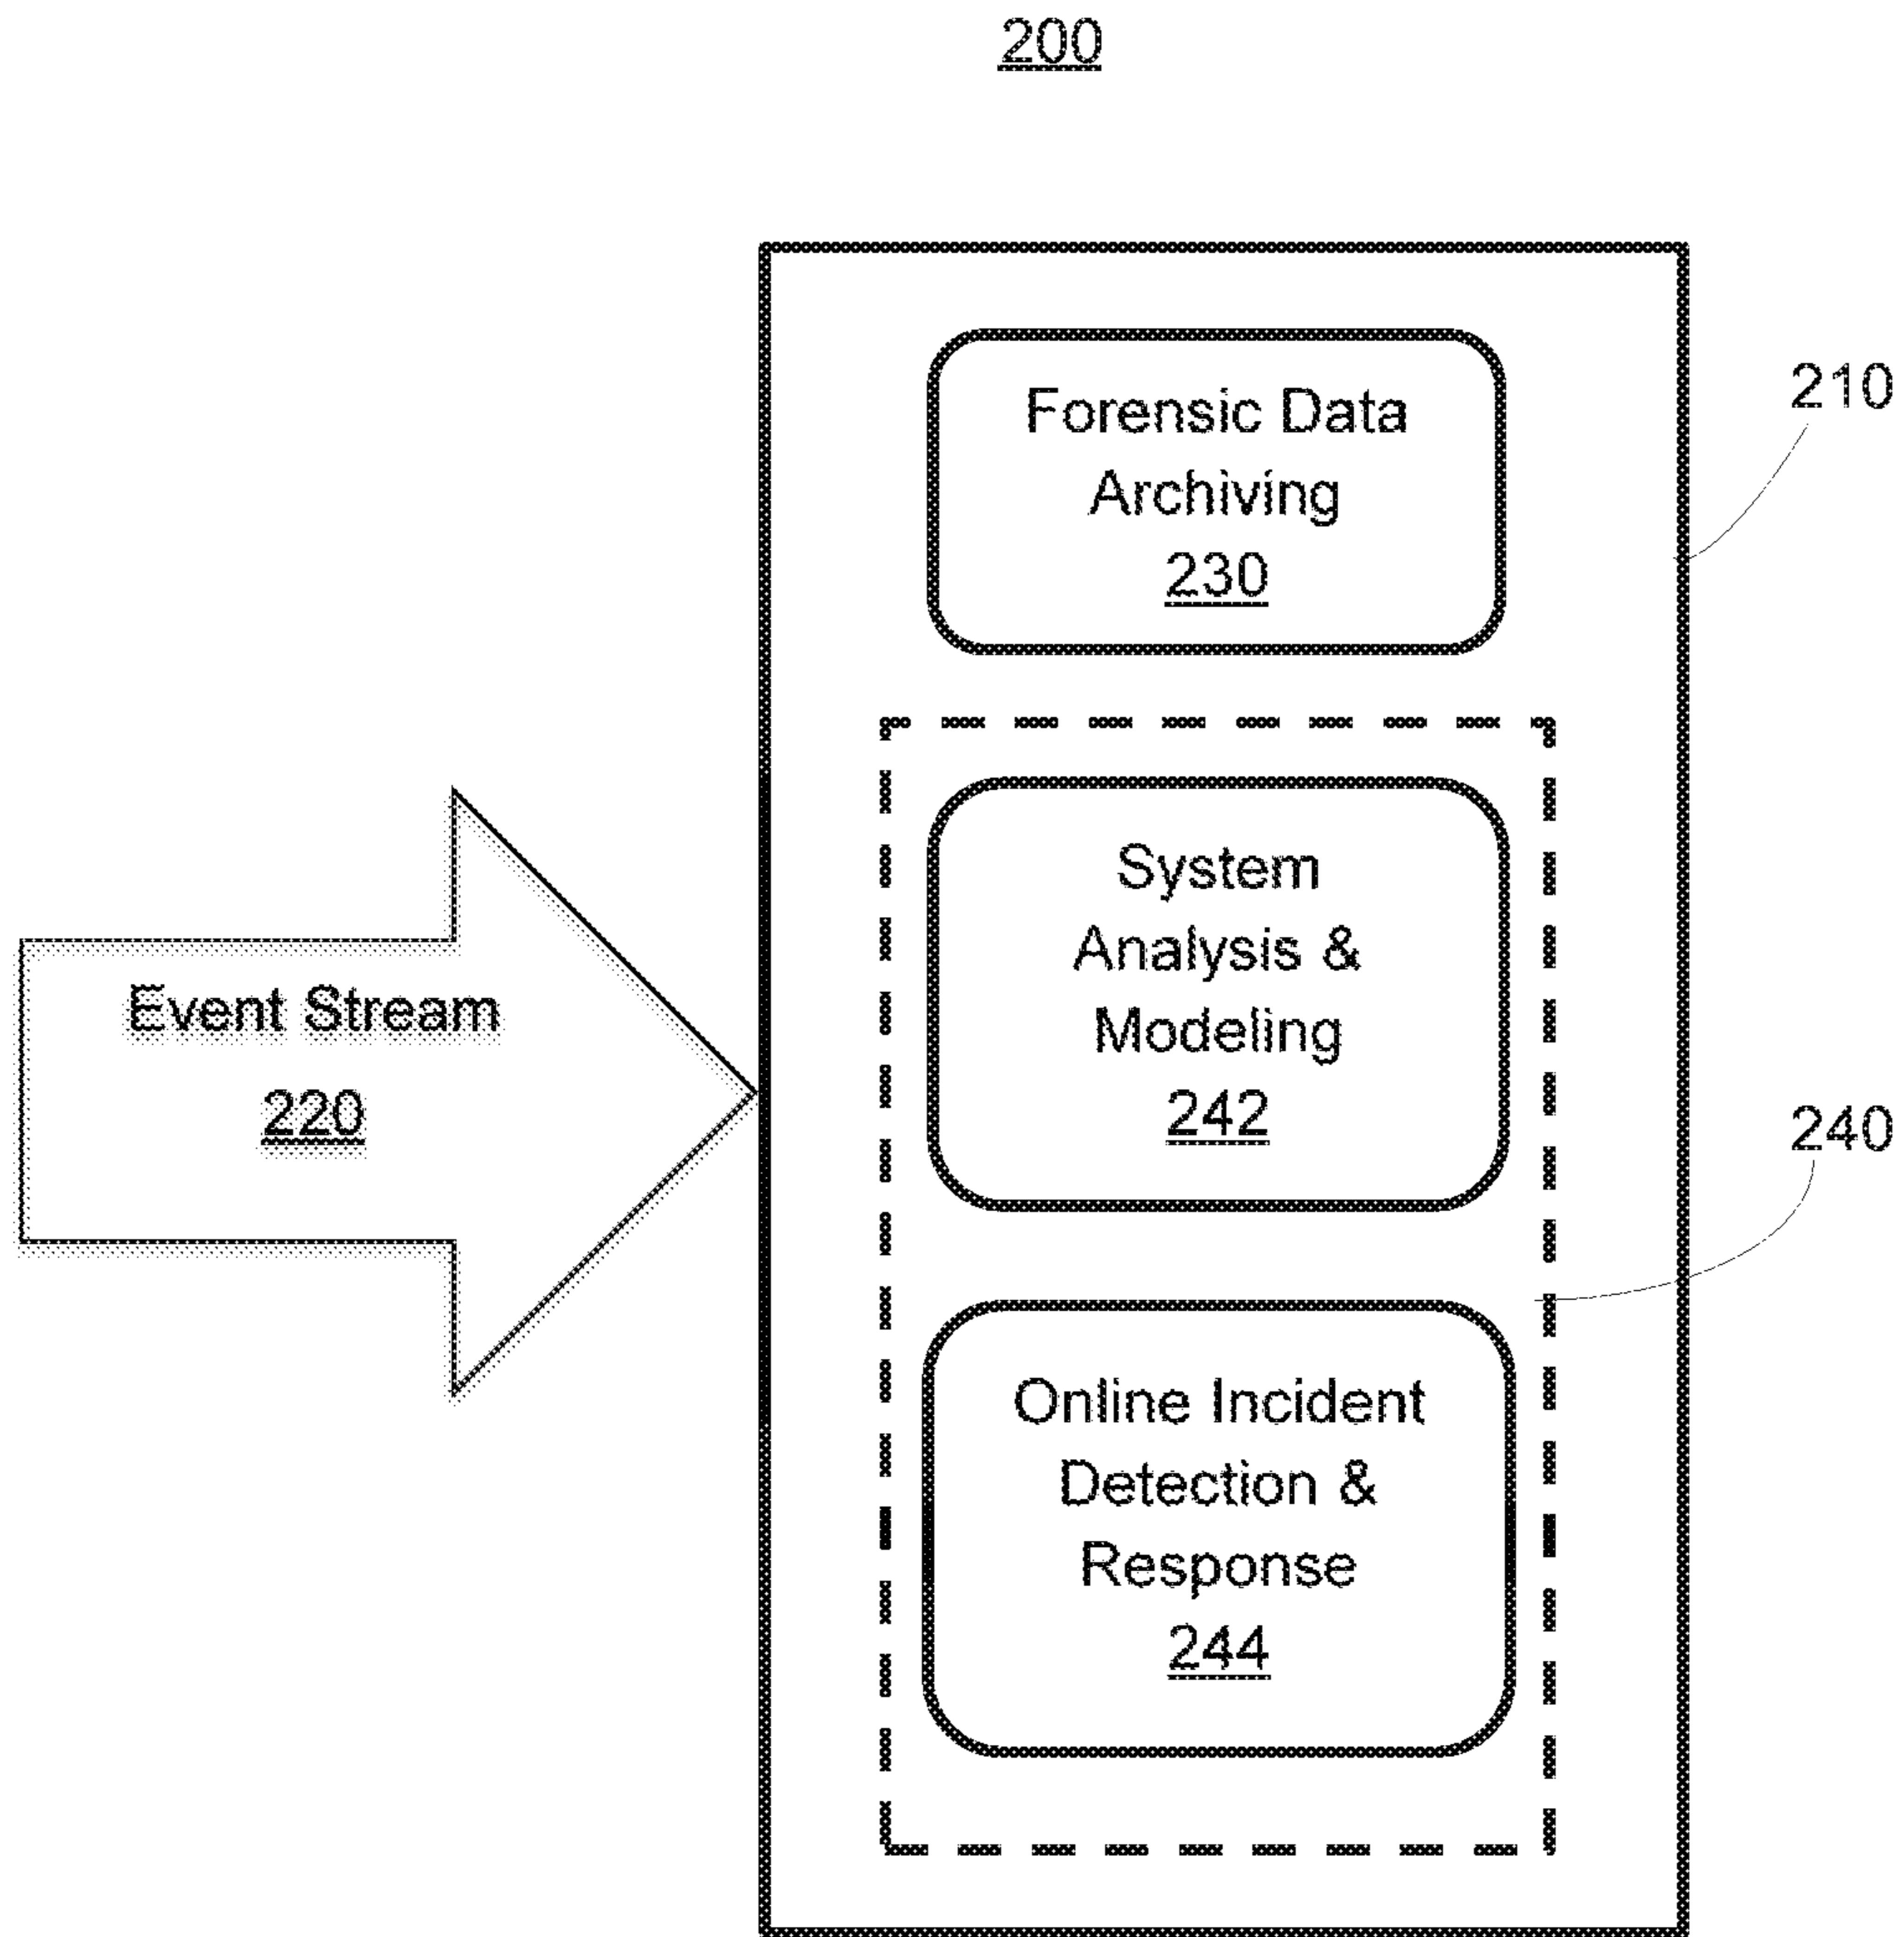 200
Forensic Data
Archiving
230
210
System
Analysis &
Modeling
242
Event Stream
220
240
Online Incident
Detection &
Response
244